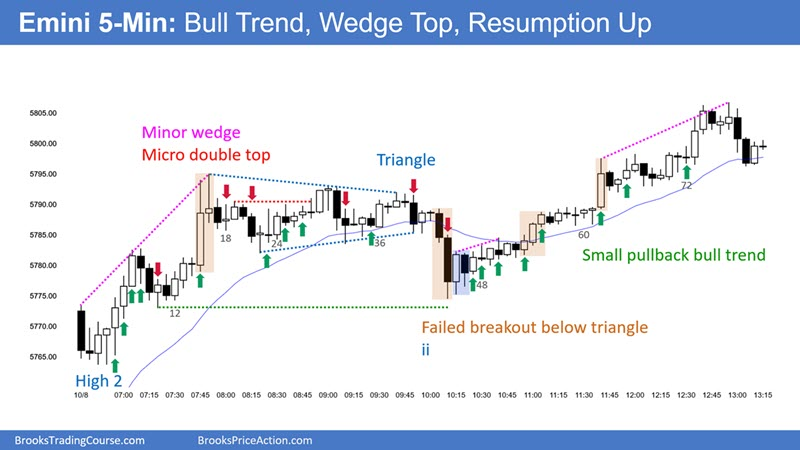 Emini 5-Min: Bull Trend, Wedge Top, Resumption Up
5805.00
5800.00
5795.00
5790.00
5785.00
5780.00
5775.00
5770.00
5765.00
Minor wedge
Micro double top
Triangle
18
24
36
12
48
60
72
Small pullback bull trend
Failed breakout below triangle
ii
High 2
10/8 07:00 07:15 07:30 07:45 08:00 08:15 08:30 08:45 09:00 09:15 09:30 09:45 10:00 10:15 10:30 10:45 11:00 11:15 11:30 11:45 12:00 12:15 12:30 12:45 13:00 13:15
BrooksTradingCourse.com BrooksPriceAction.com